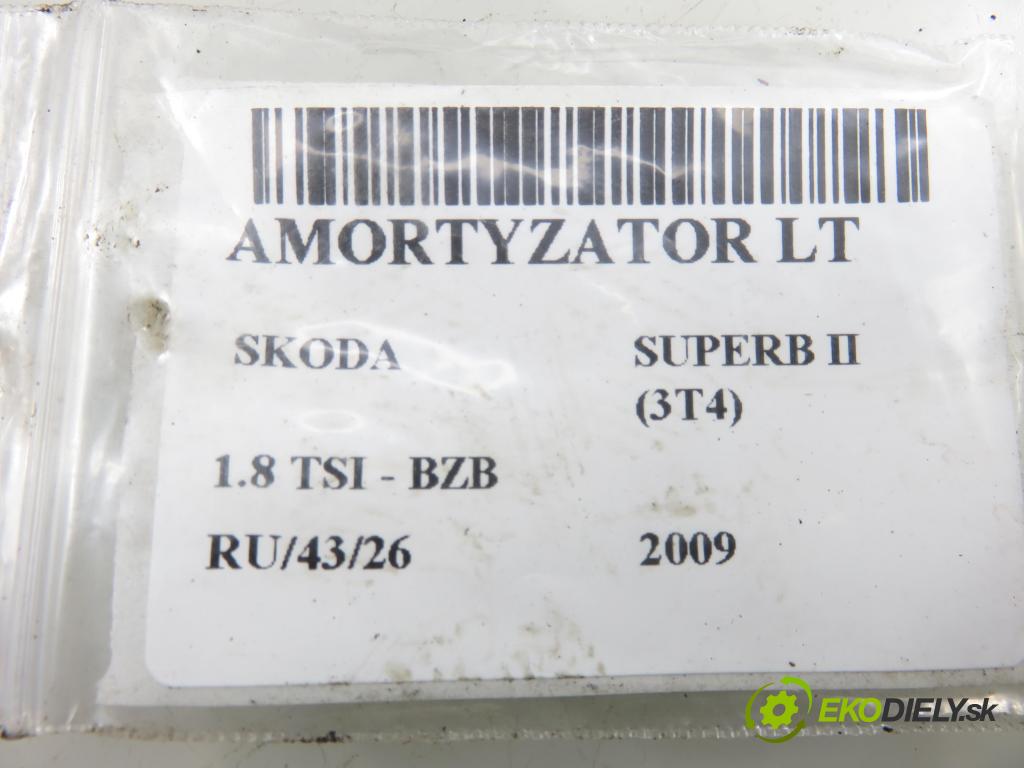 AMORTYZATOR LT
SKODA
SUPERB II
(3T4)
1.8 TSI - BZB
RU/43/26
2009
EKODIELY.sk